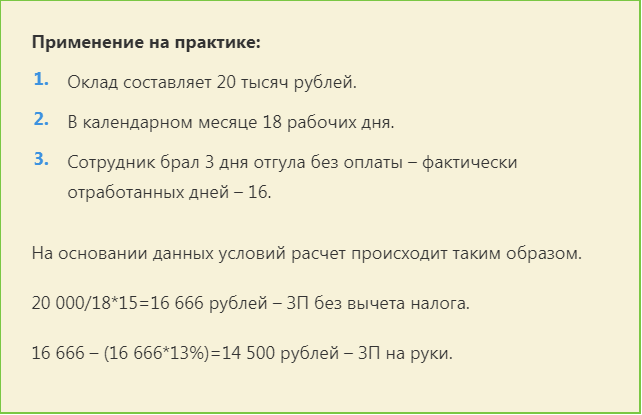 Применение на практике:
1. Оклад составляет 20 тысяч рублей.
2. В календарном месяце 18 рабочих дня.
3. Сотрудник брал 3 дня отгула без оплаты – фактически
отработанных дней – 16.
На основании данных условий расчет происходит таким образом.
20 000/18*15=16 666 рублей – ЗП без вычета налога.
16 666 – (16 666*13%)=14 500 рублей – ЗП на руки.